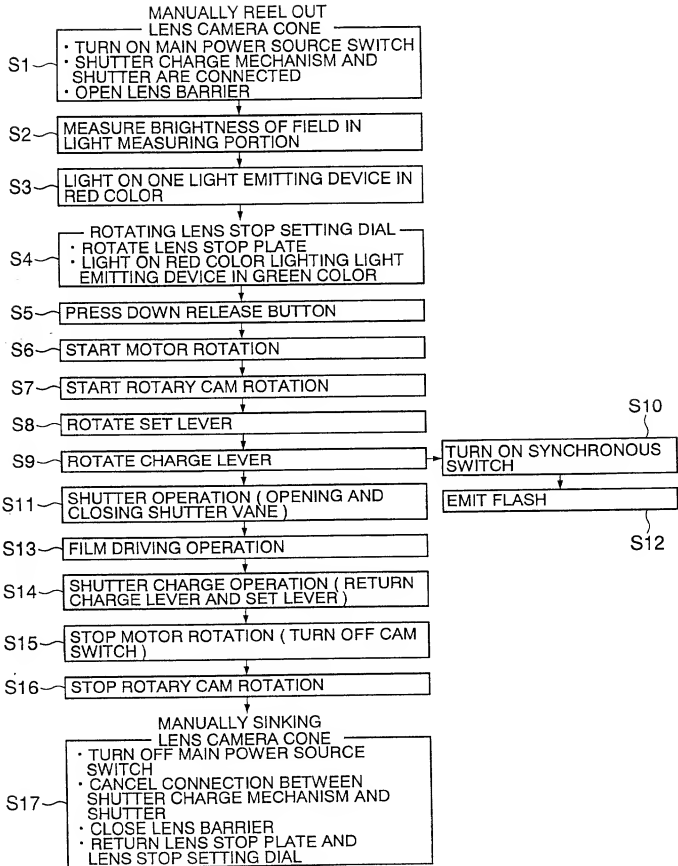 MANUALLY REEL OUT
LENS CAMERA CONE
S1
· TURN ON MAIN POWER SOURCE SWITCH
· SHUTTER CHARGE MECHANISM AND
SHUTTER ARE CONNECTED
· OPEN LENS BARRIER
S2
MEASURE BRIGHTNESS OF FIELD IN
LIGHT MEASURING PORTION
S3
LIGHT ON ONE LIGHT EMITTING DEVICE IN
RED COLOR
ROTATING LENS STOP SETTING DIAL
S4
· ROTATE LENS STOP PLATE
· LIGHT ON RED COLOR LIGHTING LIGHT
EMITTING DEVICE IN GREEN COLOR
S5
PRESS DOWN RELEASE BUTTON
S6
START MOTOR ROTATION
S7
START ROTARY CAM ROTATION
S8
ROTATE SET LEVER
S9
ROTATE CHARGE LEVER
S10
TURN ON SYNCHRONOUS
SWITCH
S11
SHUTTER OPERATION ( OPENING AND
CLOSING SHUTTER VANE )
EMIT FLASH
S12
S13
FILM DRIVING OPERATION
S14
SHUTTER CHARGE OPERATION ( RETURN
CHARGE LEVER AND SET LEVER )
S15
STOP MOTOR ROTATION ( TURN OFF CAM
SWITCH )
S16
STOP ROTARY CAM ROTATION
MANUALLY SINKING
LENS CAMERA CONE
S17
· TURN OFF MAIN POWER SOURCE
SWITCH
· CANCEL CONNECTION BETWEEN
SHUTTER CHARGE MECHANISM AND
SHUTTER
· CLOSE LENS BARRIER
· RETURN LENS STOP PLATE AND
LENS STOP SETTING DIAL